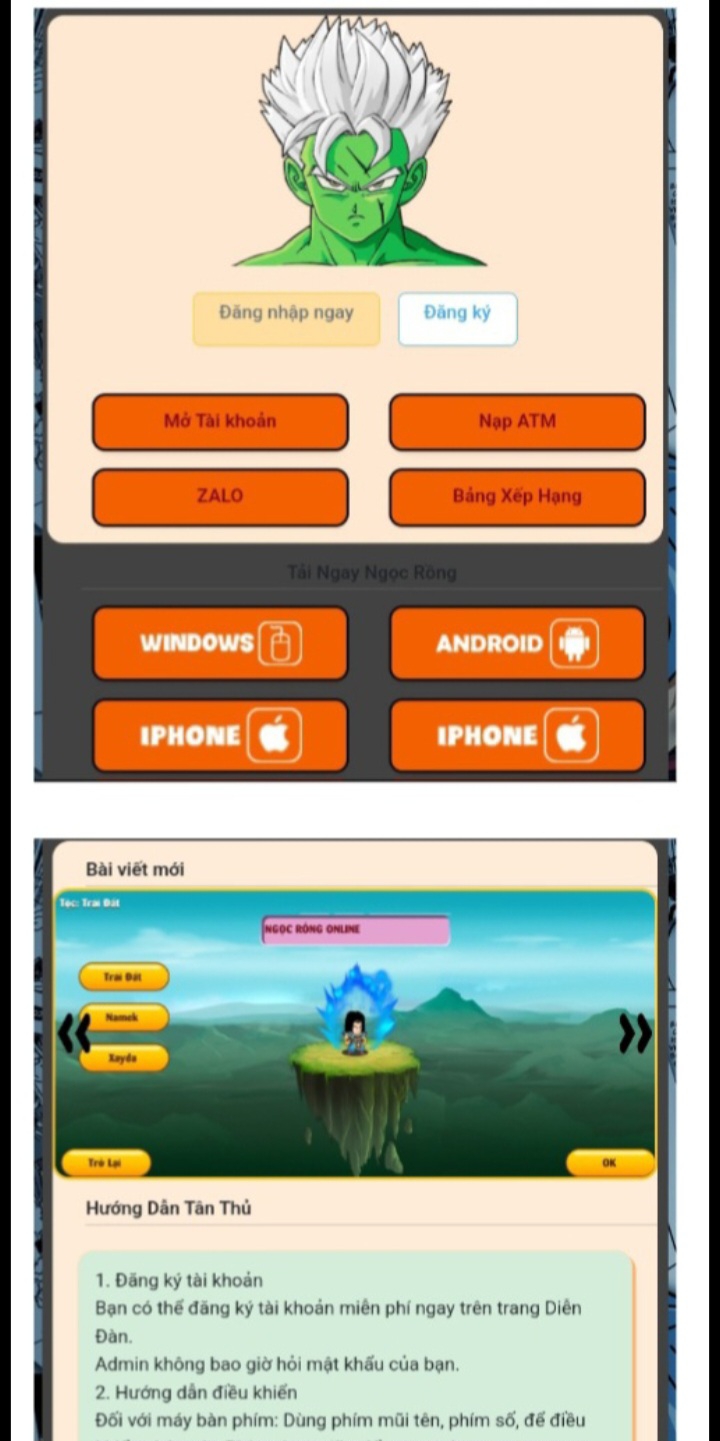 Đăng nhập ngay
Đăng ký
Mở Tài khoản
Nạp ATM
ZALO
Bảng Xếp Hạng
Tải Ngay Ngọc Rồng
WINDOWS
ANDROID
IPHONE
IPHONE
Bài viết mới
Tộc: Trái Đất
NGỌC RỒNG ONLINE
Trái Đất
Namek
Xayda
Trở Lại
OK
Hướng Dẫn Tân Thủ
1. Đăng ký tài khoản
Bạn có thể đăng ký tài khoản miễn phí ngay trên trang Diễn
Đàn.
Admin không bao giờ hỏi mật khẩu của bạn.
2. Hướng dẫn điều khiển
Đối với máy bàn phím: Dùng phím mũi tên, phím số, để điều